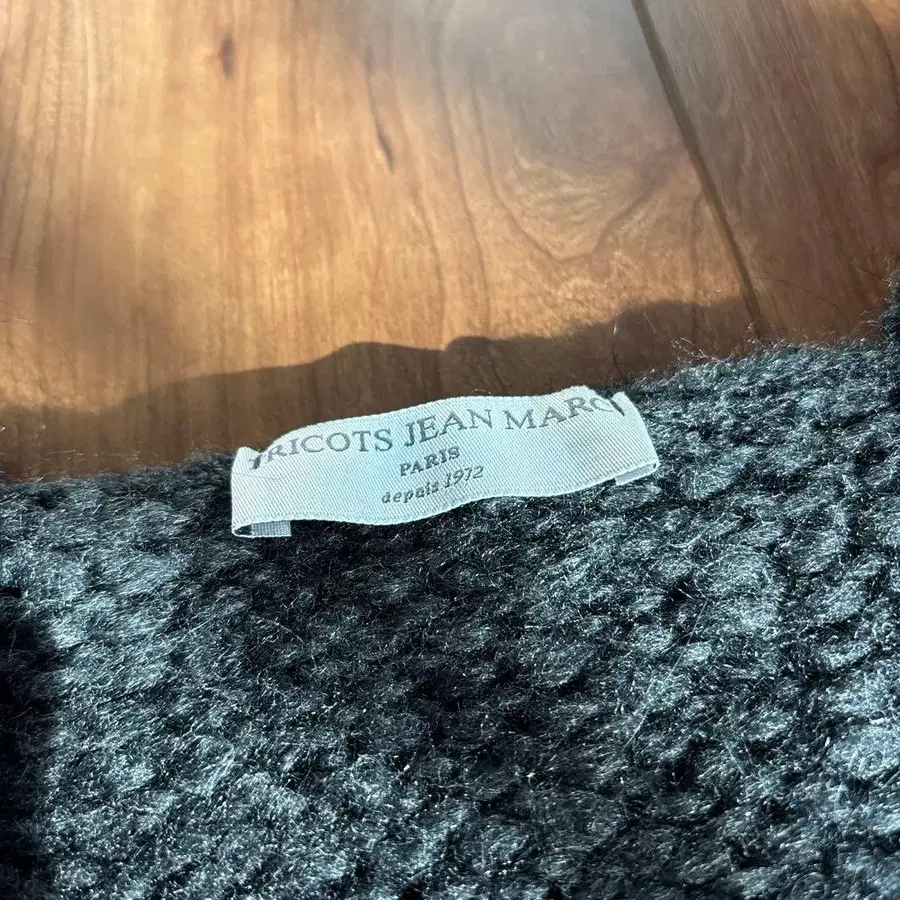 TRICOTS JEAN MARC
PARIS
depuis 1972